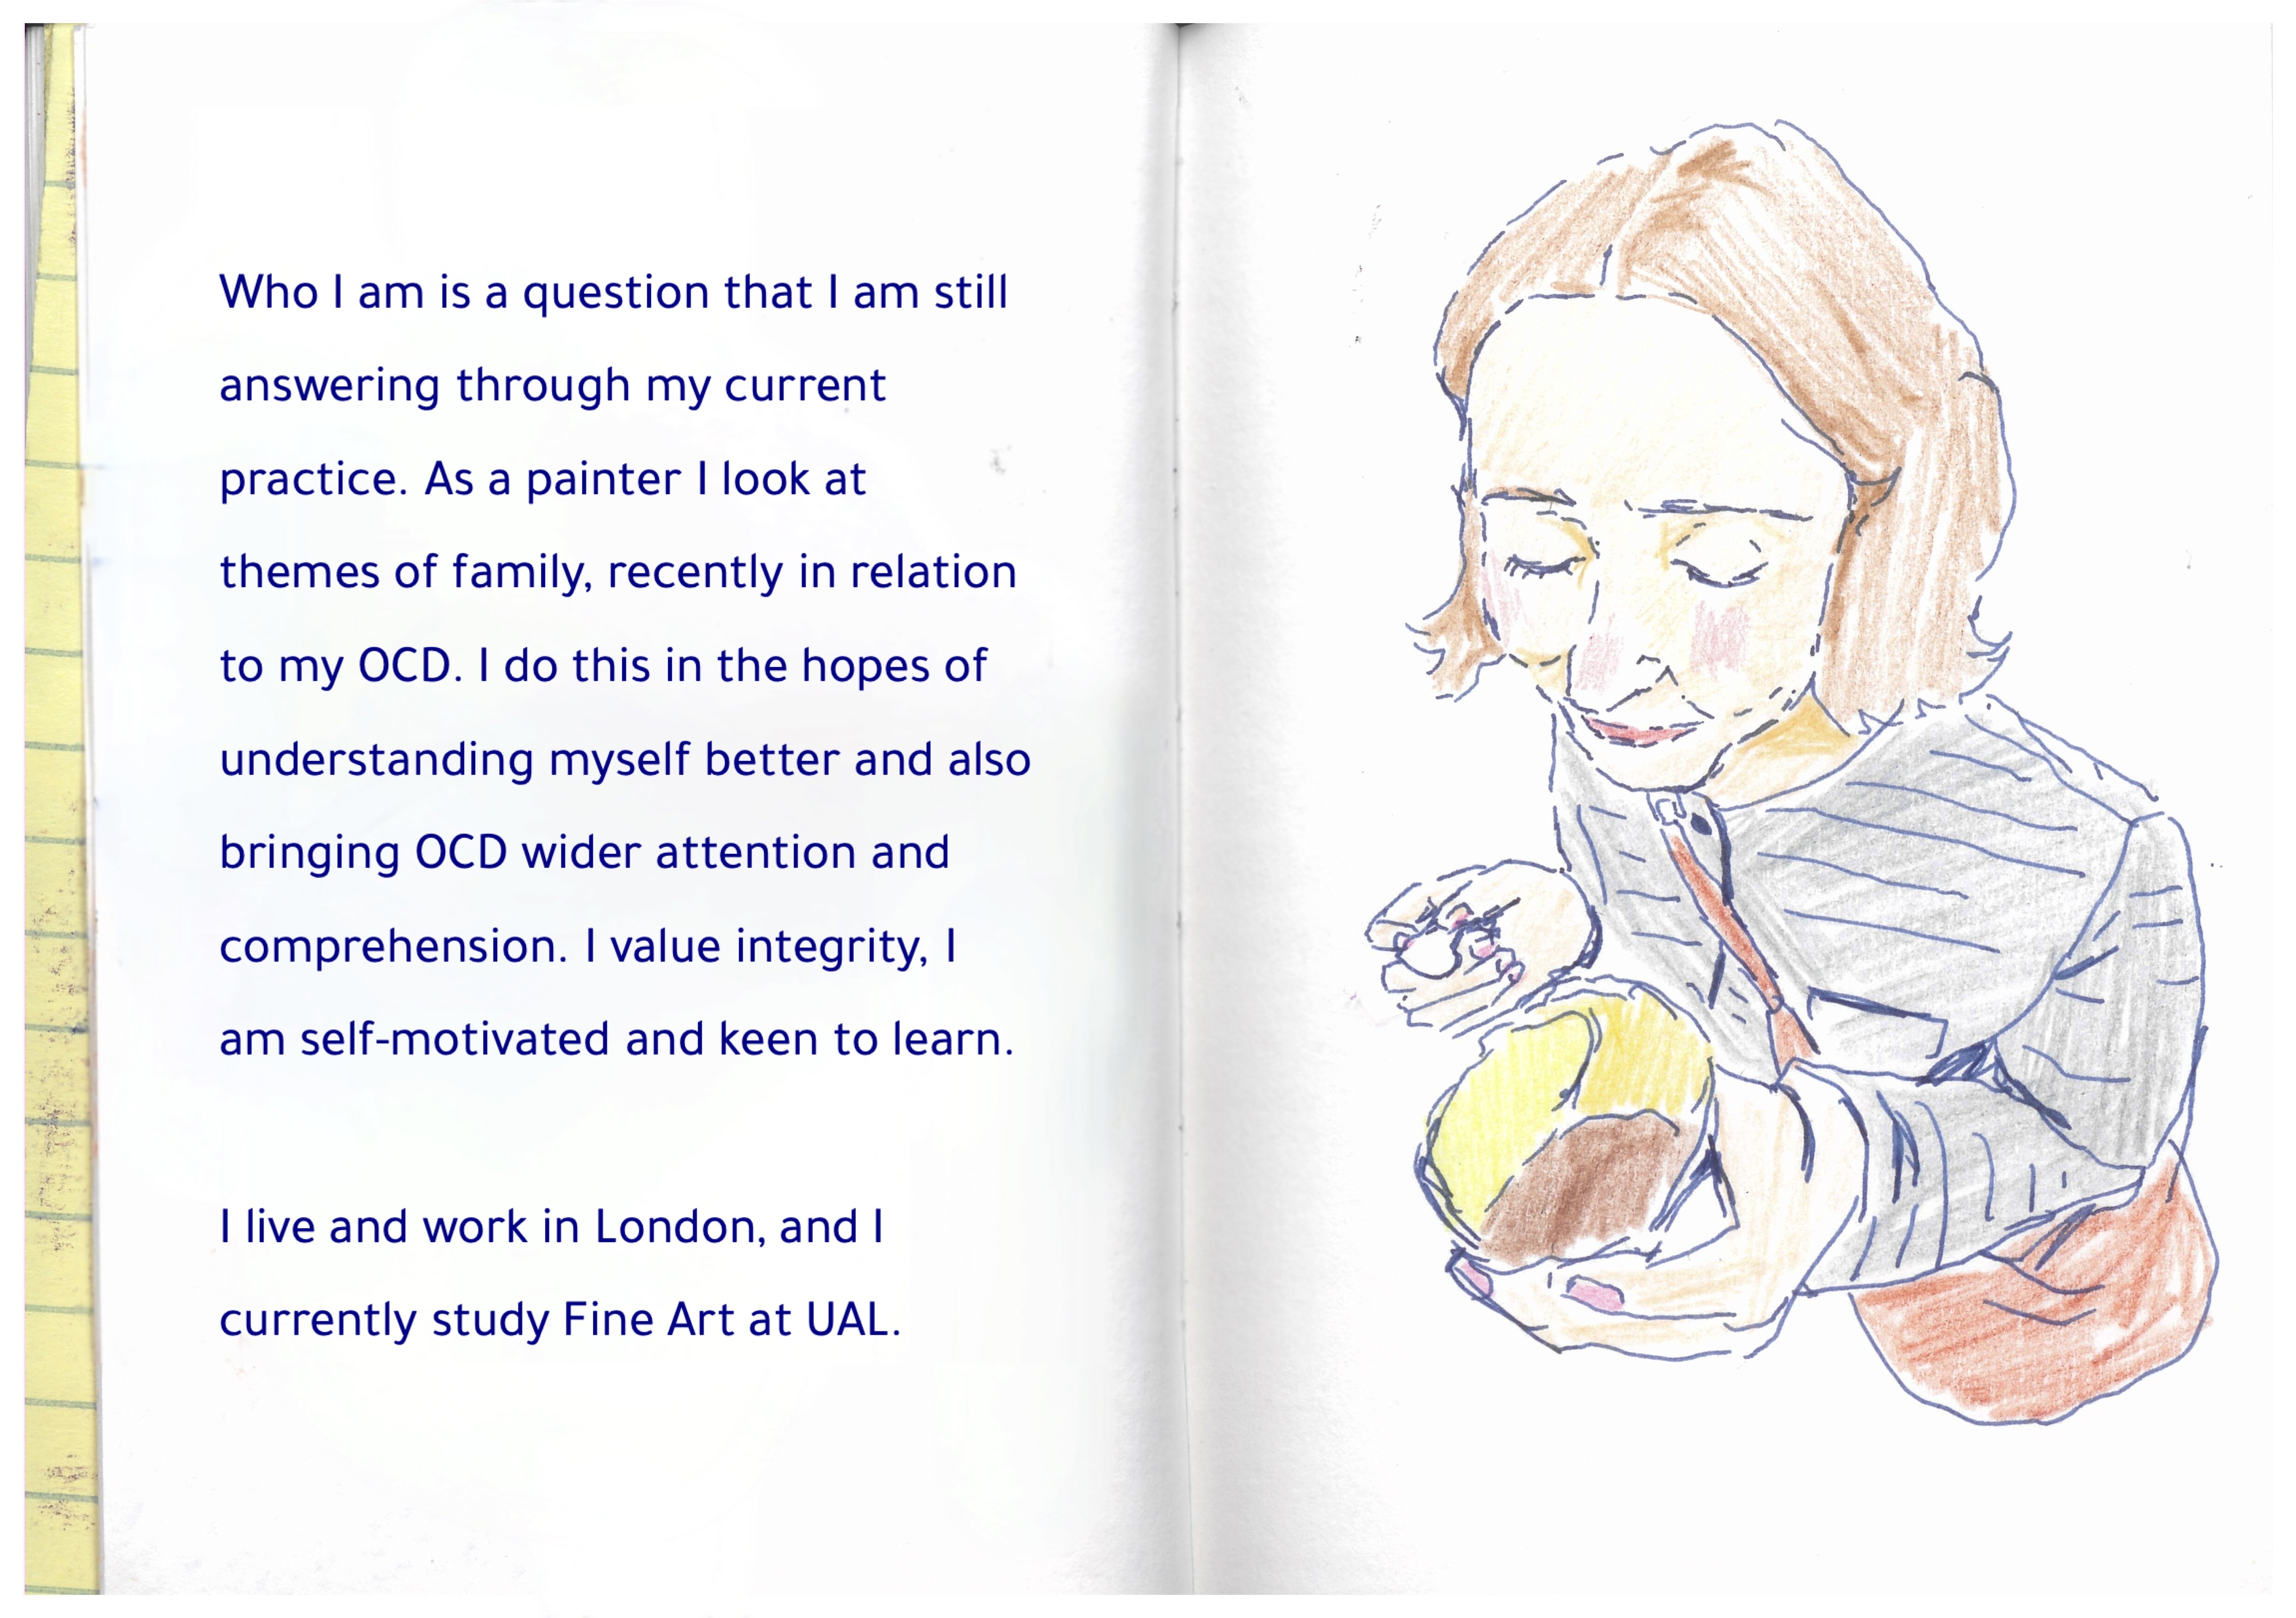 Who I am is a question that I am still
answering through my current
practice. As a painter I look at
themes of family, recently in relation
to my OCD. I do this in the hopes of
understanding myself better and also
bringing OCD wider attention and
comprehension. I value integrity, I
am self-motivated and keen to learn.
I live and work in London, and I
currently study Fine Art at UAL.